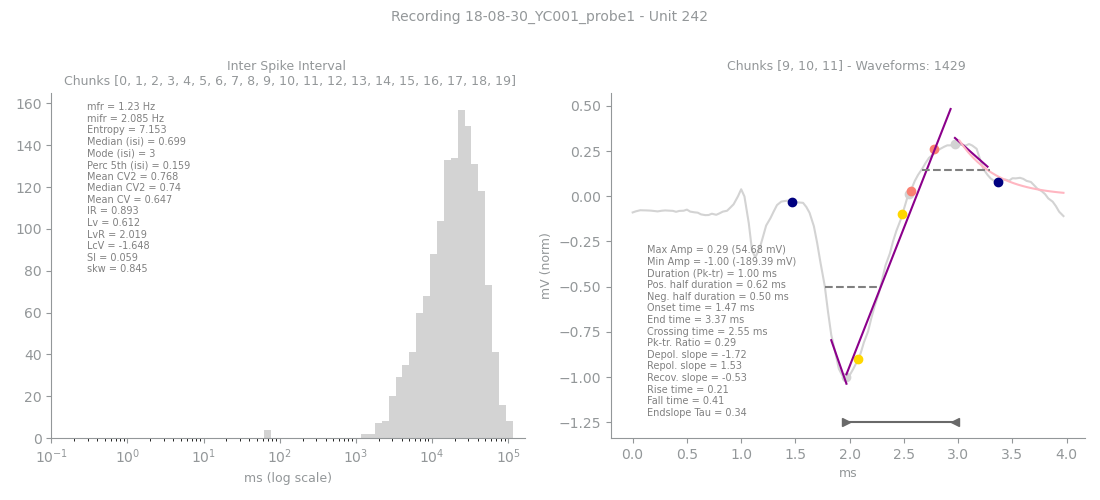 Recording 18-08-30_YC001_probe1 - Unit 242
Inter Spike Interval
Chunks [0, 1, 2, 3, 4, 5, 6, 7, 8, 9, 10, 11, 12, 13, 14, 15, 16, 17, 18, 19]
160
140
120
100
80
60
40
20
0
mfr = 1.23 Hz
mifr = 2.085 Hz
Entropy = 7.153
Median (isi) = 0.699
Mode (isi) = 3
Perc 5th (isi) = 0.159
Mean CV2 = 0.768
Median CV2 = 0.74
Mean CV = 0.647
IR = 0.893
Lv = 0.612
LvR = 2.019
LcV = -1.648
SI = 0.059
skw = 0.845
10⁻¹ 10⁰ 10¹ 10² 10³ 10⁴ 10⁵
ms (log scale)
Chunks [9, 10, 11] - Waveforms: 1429
mV (norm)
0.50
0.25
0.00
−0.25
−0.50
−0.75
−1.00
−1.25
Max Amp = 0.29 (54.68 mV)
Min Amp = -1.00 (-189.39 mV)
Duration (Pk-tr) = 1.00 ms
Pos. half duration = 0.62 ms
Neg. half duration = 0.50 ms
Onset time = 1.47 ms
End time = 3.37 ms
Crossing time = 2.55 ms
Pk-tr. Ratio = 0.29
Depol. slope = -1.72
Repol. slope = 1.53
Recov. slope = -0.53
Rise time = 0.21
Fall time = 0.41
Endslope Tau = 0.34
0.0 0.5 1.0 1.5 2.0 2.5 3.0 3.5 4.0
ms